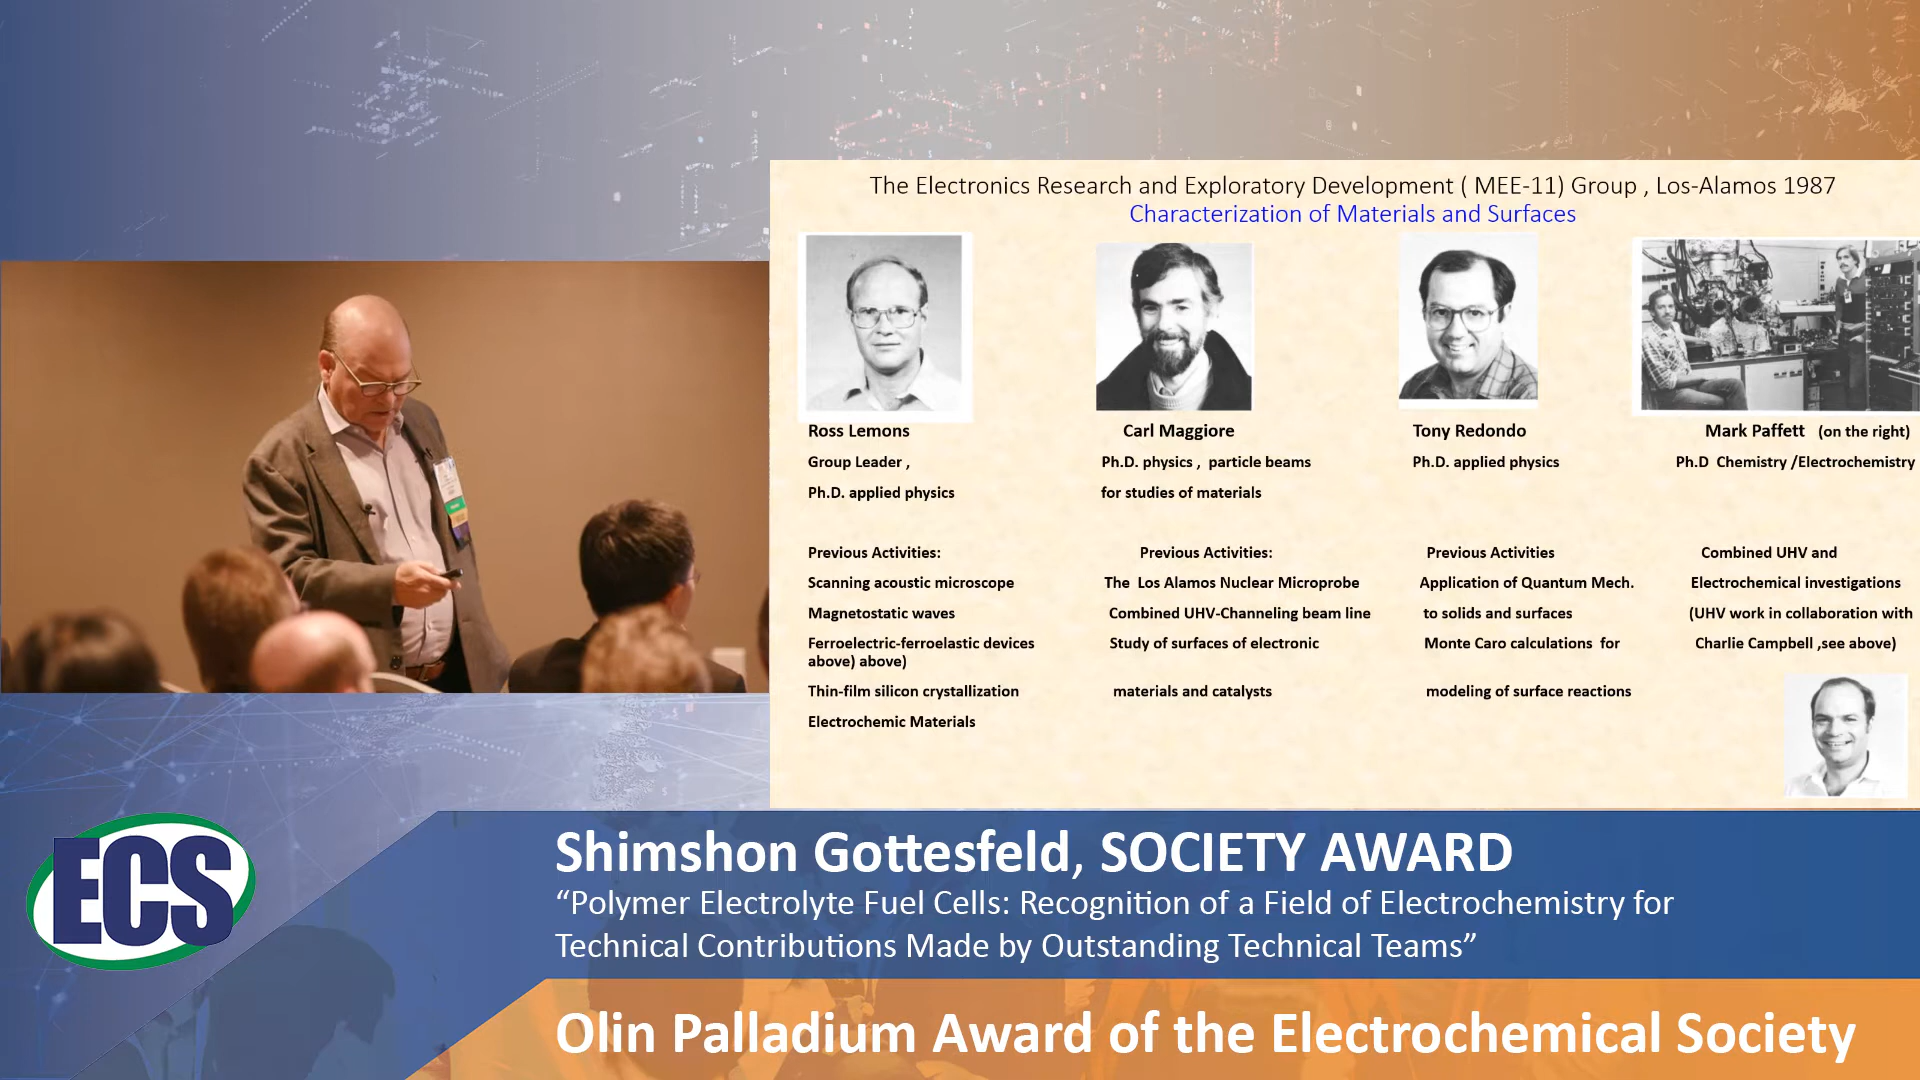 The Electronics Research and Exploratory Development ( MEE-11) Group , Los-Alamos 1987
Characterization of Materials and Surfaces
Ross Lemons
Group Leader ,
Ph.D. applied physics
Previous Activities:
Scanning acoustic microscope
Magnetostatic waves
Ferroelectric-ferroelastic devices
above) above)
Thin-film silicon crystallization
Electrochemic Materials
Carl Maggiore
Ph.D. physics , particle beams
for studies of materials
Previous Activities:
The Los Alamos Nuclear Microprobe
Combined UHV-Channeling beam line
Study of surfaces of electronic
materials and catalysts
Tony Redondo
Ph.D. applied physics
Previous Activities
Application of Quantum Mech.
to solids and surfaces
Monte Caro calculations for
modeling of surface reactions
Mark Paffett (on the right)
Ph.D Chemistry /Electrochemistry
Combined UHV and
Electrochemical investigations
(UHV work in collaboration with
Charlie Campbell ,see above)
ECS
Shimshon Gottesfeld, SOCIETY AWARD
“Polymer Electrolyte Fuel Cells: Recognition of a Field of Electrochemistry for
Technical Contributions Made by Outstanding Technical Teams”
Olin Palladium Award of the Electrochemical Society